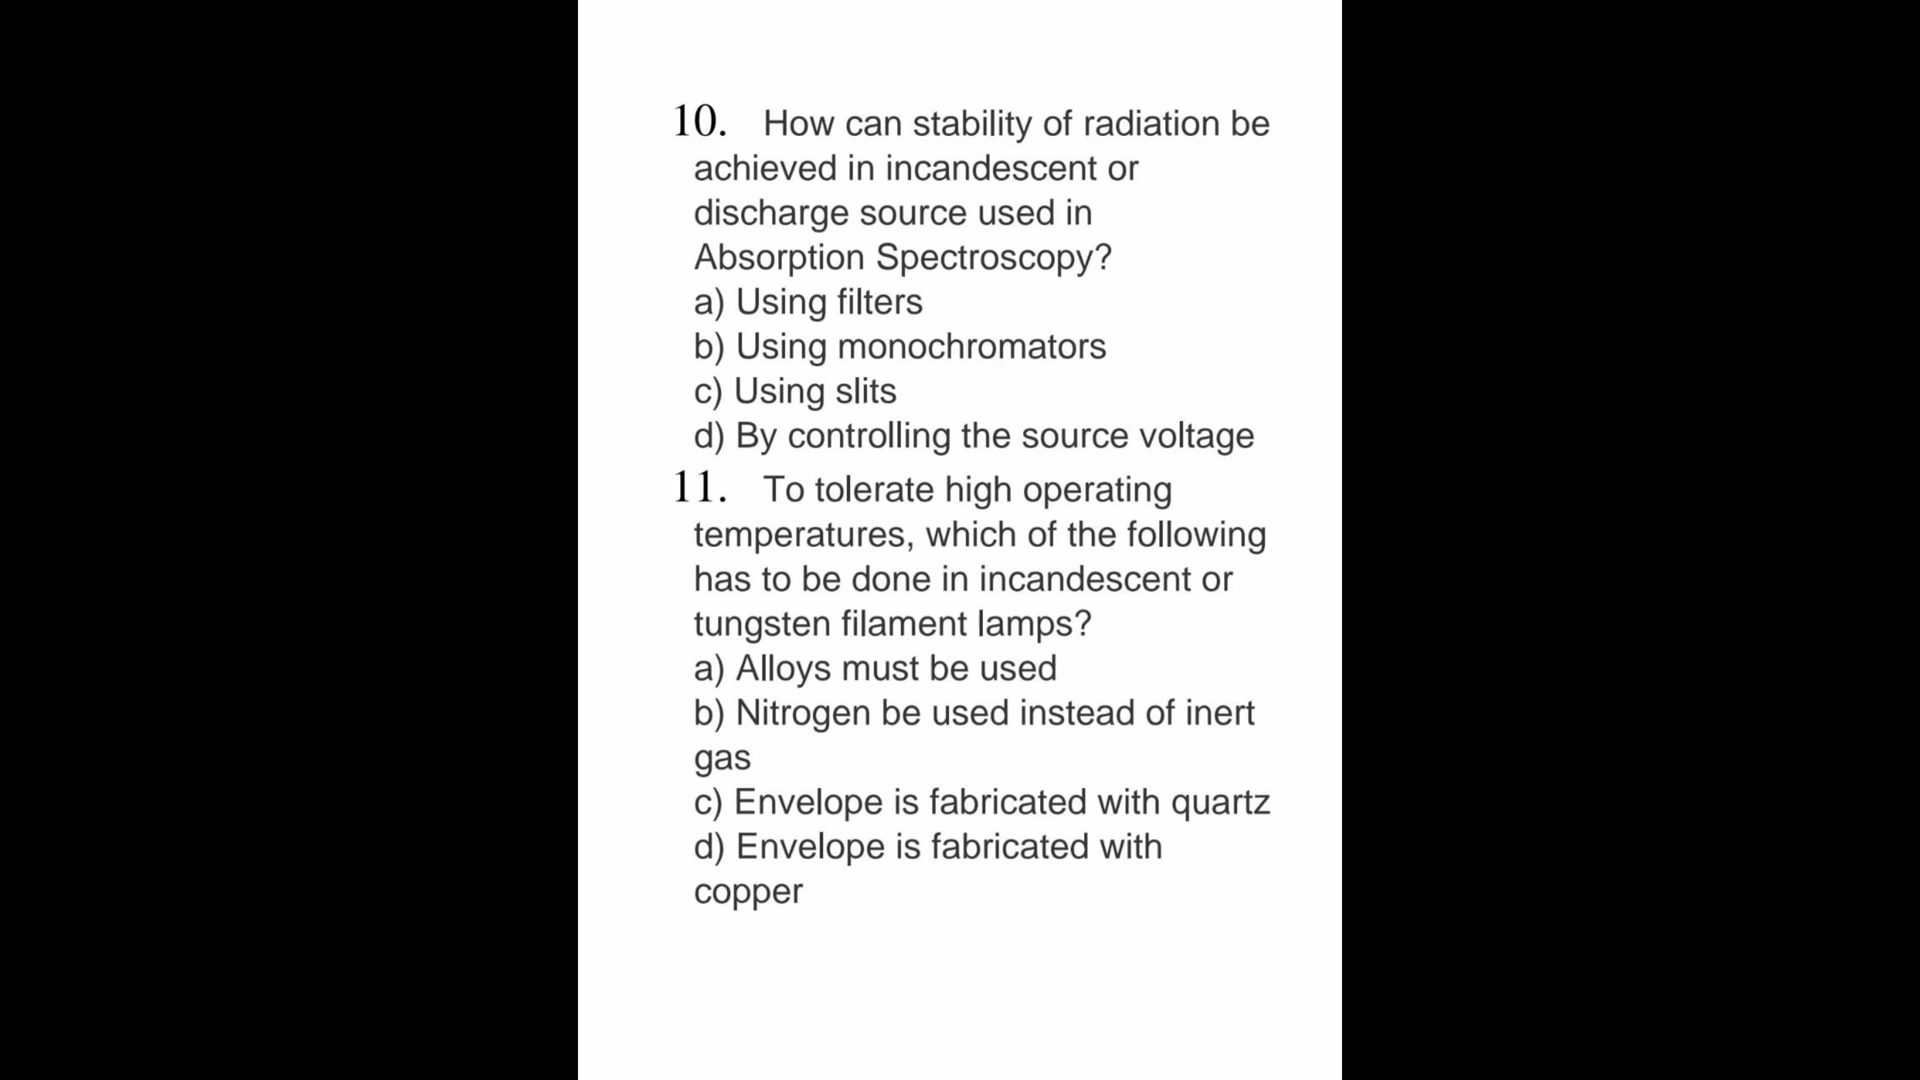 10. How can stability of radiation be
achieved in incandescent or
discharge source used in
Absorption Spectroscopy?
a) Using filters
b) Using monochromators
c) Using slits
d) By controlling the source voltage
11. To tolerate high operating
temperatures, which of the following
has to be done in incandescent or
tungsten filament lamps?
a) Alloys must be used
b) Nitrogen be used instead of inert
gas
c) Envelope is fabricated with quartz
d) Envelope is fabricated with
copper